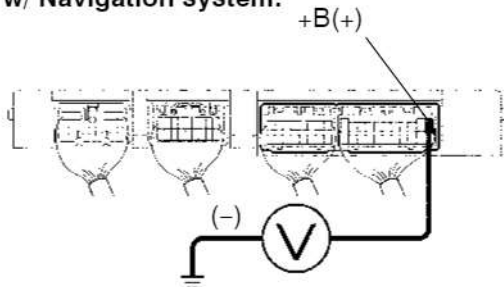 w/ Navigation system:
+B(+)
(−)
V